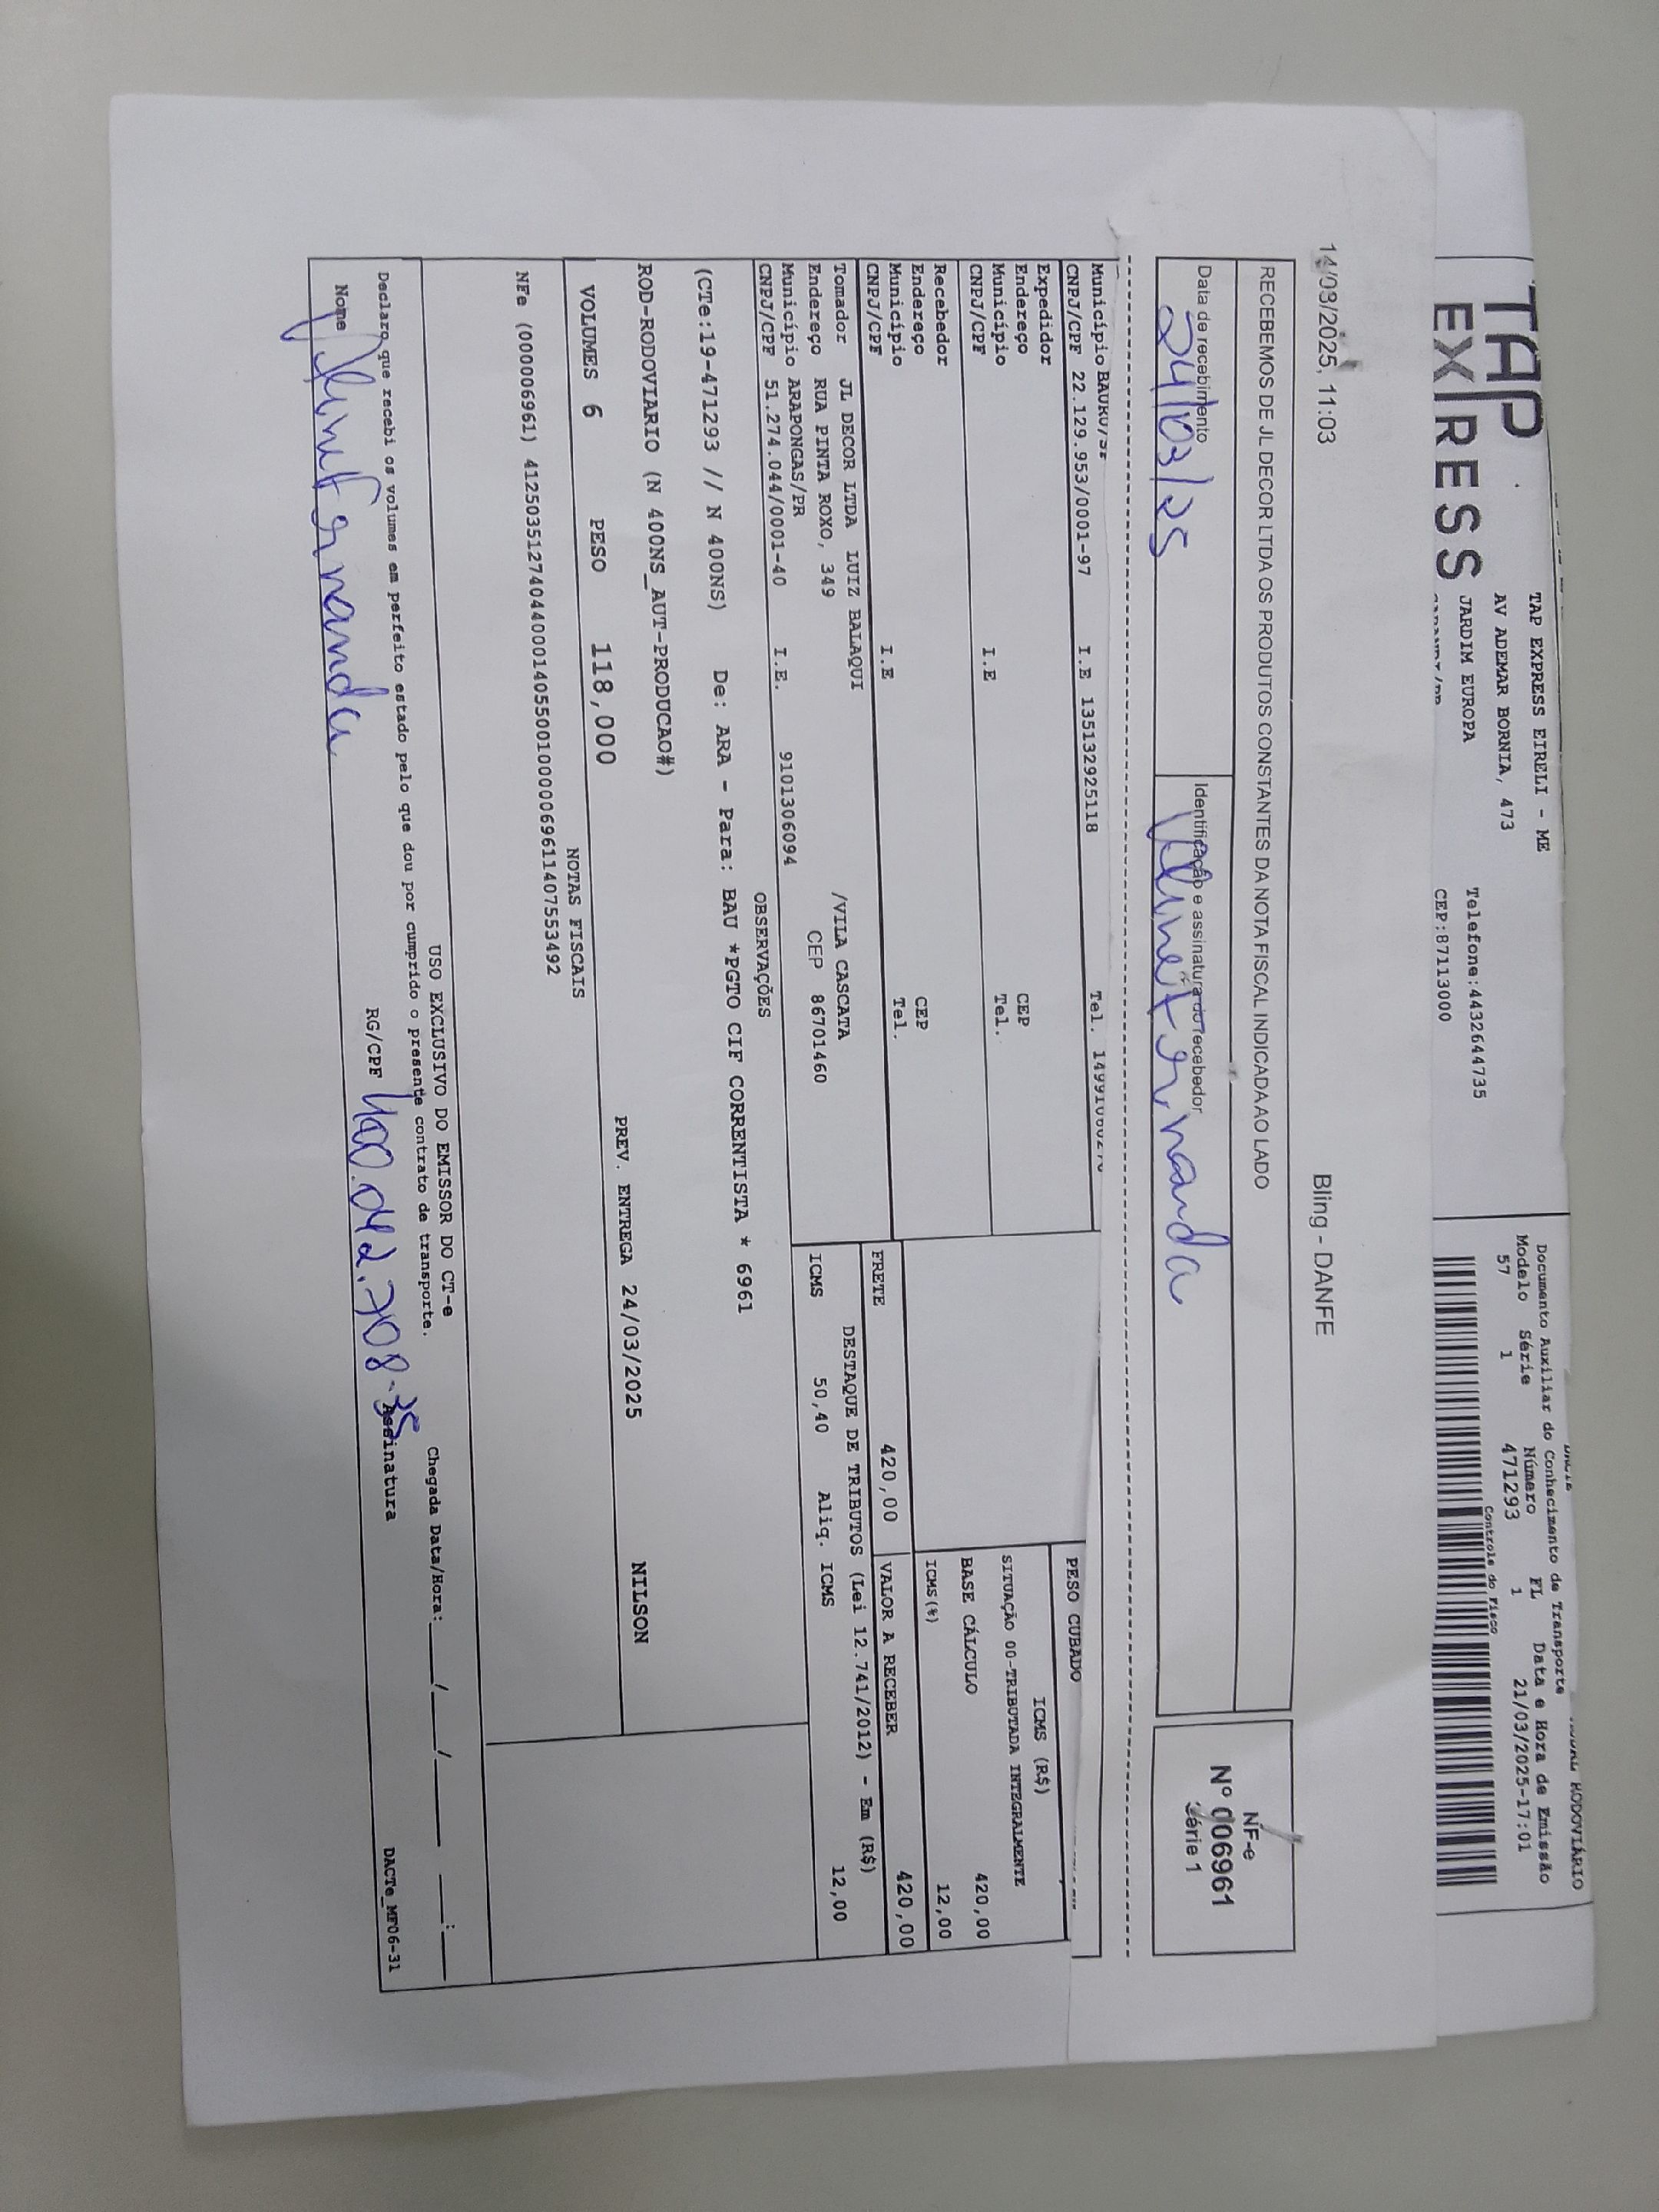 TAP
EXPRESS
TAP EXPRESS EIRELI - ME
AV ADEMAR BORNIA, 473
JARDIM EUROPA
Telefone:4432644735
CEP:87113000
RODOVIÁRIO
Documento Auxiliar do Conhecimento de Transporte
Modelo Série Número FL Data e Hora de Emissão
57 1 471293 1 21/03/2025-17:01
Controle do Fisco
14/03/2025, 11:03 Bling - DANFE
RECEBEMOS DE JL DECOR LTDA OS PRODUTOS CONSTANTES DA NOTA FISCAL INDICADA AO LADO
Data de recebimento Identificação e assinatura do recebedor
24/03/25
NF-e
Nº 006961
Série 1
Município BAURU/SP
CNPJ/CPF 22.129.953/0001-97 I.E 135132925118 Tel.
PESO CUBADO
Expedidor
Endereço CEP
Município Tel.
CNPJ/CPF I.E
ICMS (R$)
SITUAÇÃO 00-TRIBUTADA INTEGRALMENTE
BASE CÁLCULO 420,00
ICMS(%) 12,00
Recebedor
Endereço CEP
Município Tel.
CNPJ/CPF I.E
FRETE 420,00 VALOR A RECEBER 420,00
Tomador JL DECOR LTDA LUIZ BALAQUI
Endereço RUA PINTA ROXO, 349 /VILA CASCATA
Município ARAPONGAS/PR CEP 86701460
CNPJ/CPF 51.274.044/0001-40 I.E. 9101306094
DESTAQUE DE TRIBUTOS (Lei 12.741/2012) - Em (R$)
ICMS 50,40 Aliq. ICMS 12,00
OBSERVAÇÕES
(CTe:19-471293 // N 400NS) De: ARA - Para: BAU *PGTO CIF CORRENTISTA * 6961
ROD-RODOVIARIO (N 400NS_AUT-PRODUCAO#)
VOLUMES 6 PESO 118,000 PREV. ENTREGA 24/03/2025 NILSON
NOTAS FISCAIS
NFe (000006961) 41250351274044000140550010000069611407553492
USO EXCLUSIVO DO EMISSOR DO CT-e
Declaro que recebi os volumes em perfeito estado pelo que dou por cumprido o presente contrato de transporte.
Chegada Data/Hora: ___/___/_____ ___:___
Nome RG/CPF 400.042.708-35 Assinatura
DACTe_MF06-31